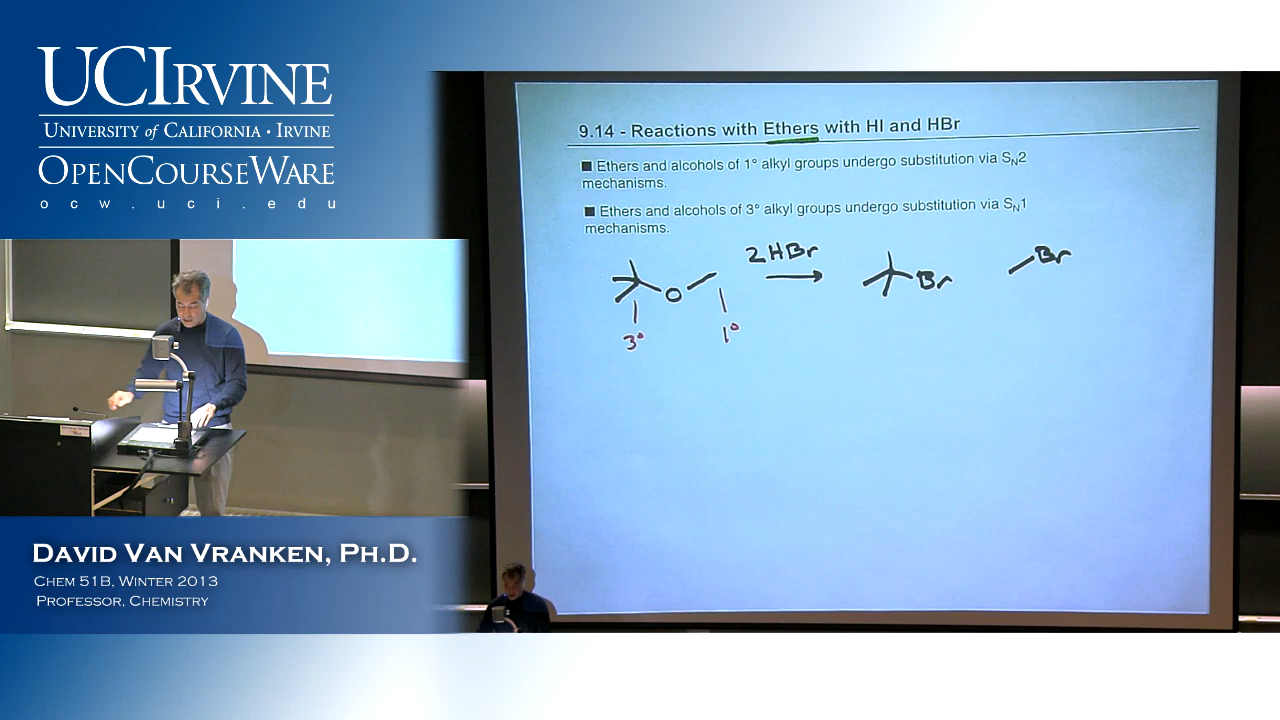 UCIRVINE
UNIVERSITY of CALIFORNIA · IRVINE
OPENCOURSEWARE
ocw.uci.edu
9.14 - Reactions with Ethers with HI and HBr
■ Ethers and alcohols of 1° alkyl groups undergo substitution via SN2
mechanisms.
■ Ethers and alcohols of 3° alkyl groups undergo substitution via SN1
mechanisms.
2HBr
O
Br
Br
3°
1°
DAVID VAN VRANKEN, PH.D.
CHEM 51B, WINTER 2013
PROFESSOR, CHEMISTRY